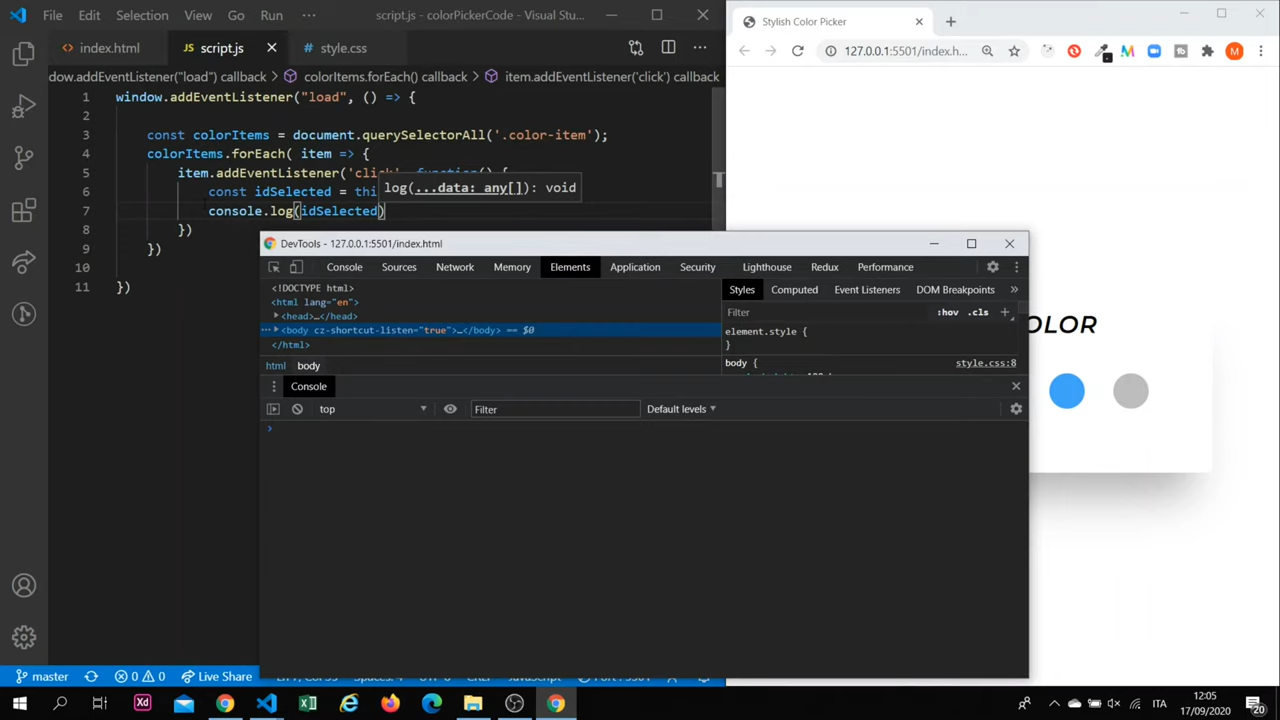 File Edit Selection View Go Run ··· script.js - colorPickerCode - Visual Stu...
Stylish Color Picker
index.html
script.js
style.css
127.0.0.1:5501/index.h...
M
dow.addEventListener("load") callback > colorItems.forEach() callback > item.addEventListener('click') callback
1 window.addEventListener("load", () => {
2
3 const colorItems = document.querySelectorAll('.color-item');
4 colorItems.forEach( item => {
5 item.addEventListener('click', function() {
6 const idSelected = thi
log(...data: any[]): void
7 console.log(idSelected)
8 })
9 })
10
11 })
DevTools - 127.0.0.1:5501/index.html
Console Sources Network Memory Elements Application Security Lighthouse Redux Performance
<!DOCTYPE html>
<html lang="en">
<head>…</head>
<body cz-shortcut-listen="true">…</body> == $0
</html>
html body
Styles Computed Event Listeners DOM Breakpoints »
Filter :hov .cls +
element.style {
}
body { style.css:8
Console
top Filter Default levels
OLOR
master 0 0 Live Share
Xd
ITA
12:05
17/09/2020
20